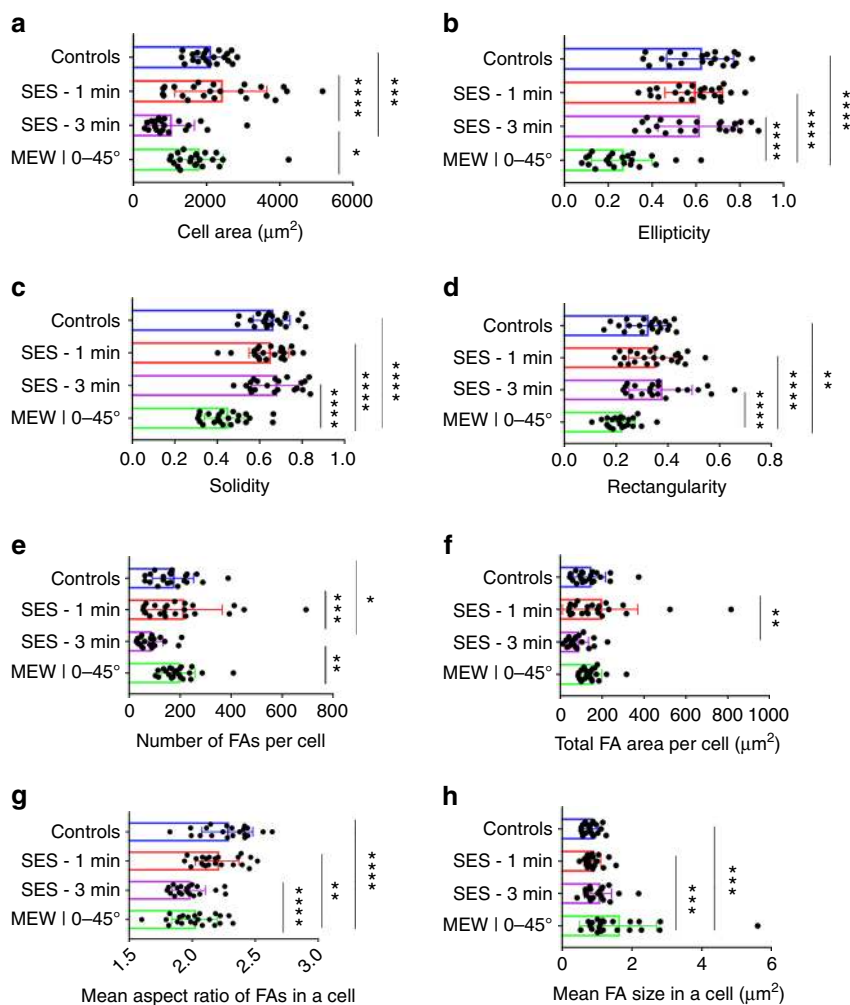 a
Controls
SES - 1 min
SES - 3 min
MEW | 0–45°
****
***
*
0 2000 4000 6000
Cell area (μm²)
b
Controls
SES - 1 min
SES - 3 min
MEW | 0–45°
****
****
****
0.0 0.2 0.4 0.6 0.8 1.0
Ellipticity
c
Controls
SES - 1 min
SES - 3 min
MEW | 0–45°
****
****
****
0.0 0.2 0.4 0.6 0.8 1.0
Solidity
d
Controls
SES - 1 min
SES - 3 min
MEW | 0–45°
****
****
**
0.0 0.2 0.4 0.6 0.8
Rectangularity
e
Controls
SES - 1 min
SES - 3 min
MEW | 0–45°
***
*
**
0 200 400 600 800
Number of FAs per cell
f
Controls
SES - 1 min
SES - 3 min
MEW | 0–45°
**
0 200 400 600 800 1000
Total FA area per cell (μm²)
g
Controls
SES - 1 min
SES - 3 min
MEW | 0–45°
****
**
****
1.5 2.0 2.5 3.0
Mean aspect ratio of FAs in a cell
h
Controls
SES - 1 min
SES - 3 min
MEW | 0–45°
***
***
0 2 4 6
Mean FA size in a cell (μm²)